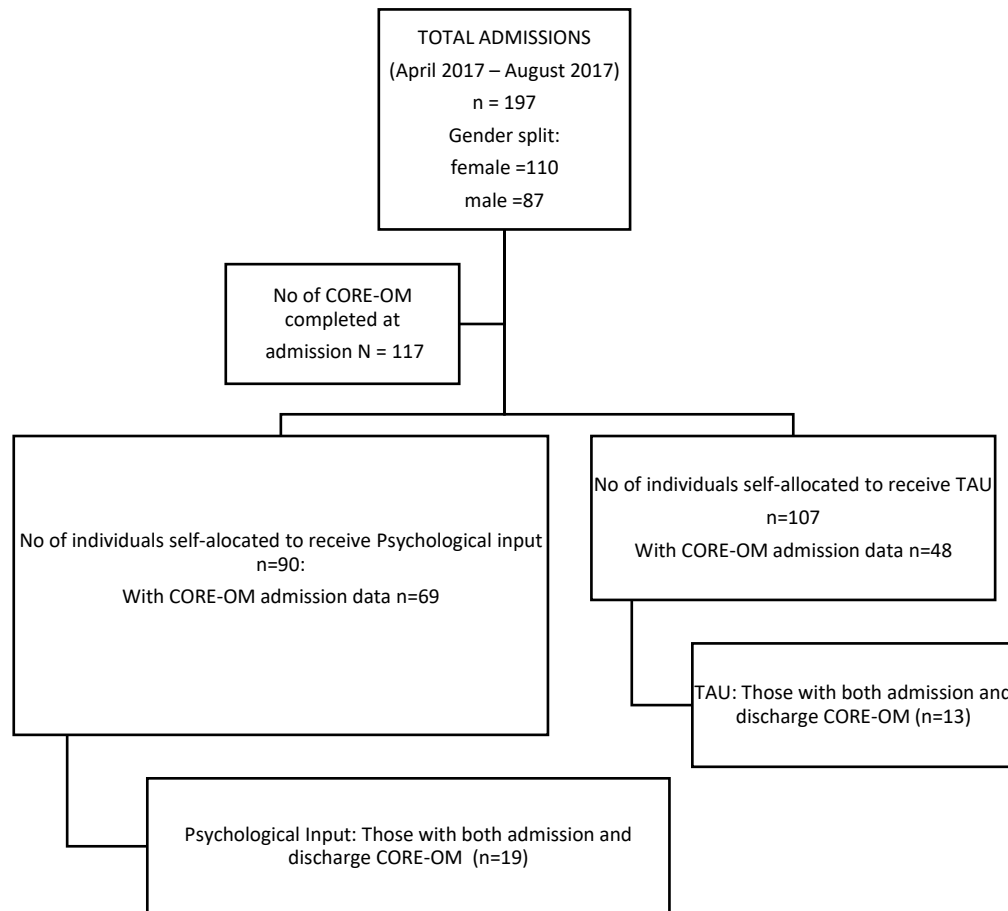 TOTAL ADMISSIONS
(April 2017 – August 2017)
n = 197
Gender split:
female =110
male =87
No of CORE-OM
completed at
admission N = 117
No of individuals self-alocated to receive Psychological input
n=90:
With CORE-OM admission data n=69
No of individuals self-allocated to receive TAU
n=107
With CORE-OM admission data n=48
TAU: Those with both admission and
discharge CORE-OM (n=13)
Psychological Input: Those with both admission and
discharge CORE-OM  (n=19)